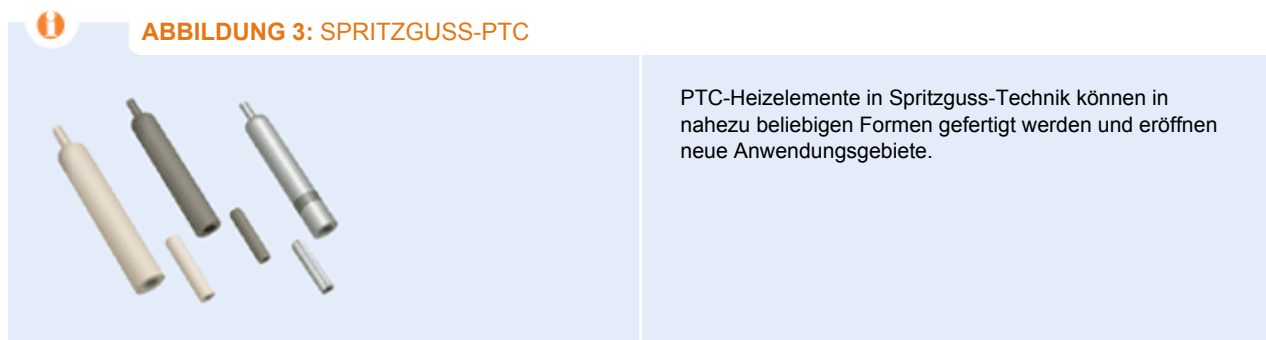 ABBILDUNG 3: SPRITZGUSS-PTC
PTC-Heizelemente in Spritzguss-Technik können in
nahezu beliebigen Formen gefertigt werden und eröffnen
neue Anwendungsgebiete.